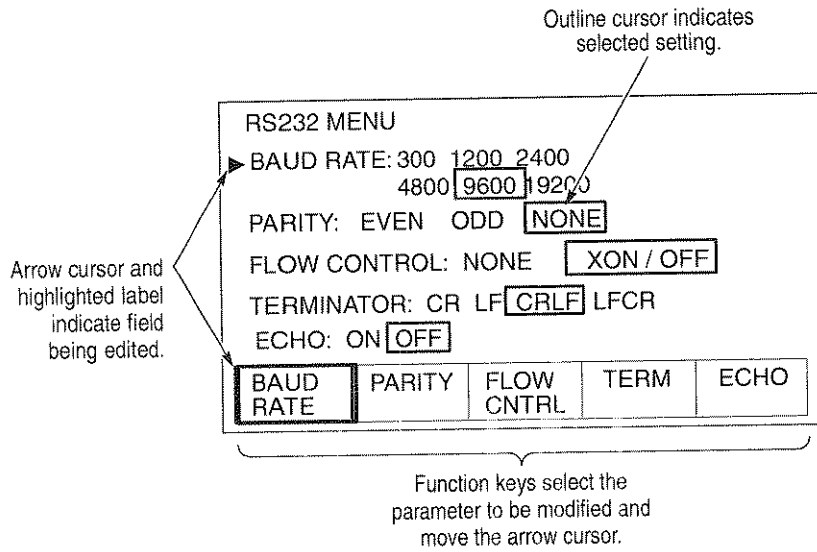 Outline cursor indicates
selected setting.
RS232 MENU
BAUD RATE: 300 1200 2400
4800 9600 19200
PARITY: EVEN ODD NONE
FLOW CONTROL: NONE XON / OFF
TERMINATOR: CR LF CRLF LFCR
ECHO: ON OFF
Arrow cursor and
highlighted label
indicate field
being edited.
BAUD RATE
PARITY
FLOW CNTRL
TERM
ECHO
Function keys select the
parameter to be modified and
move the arrow cursor.